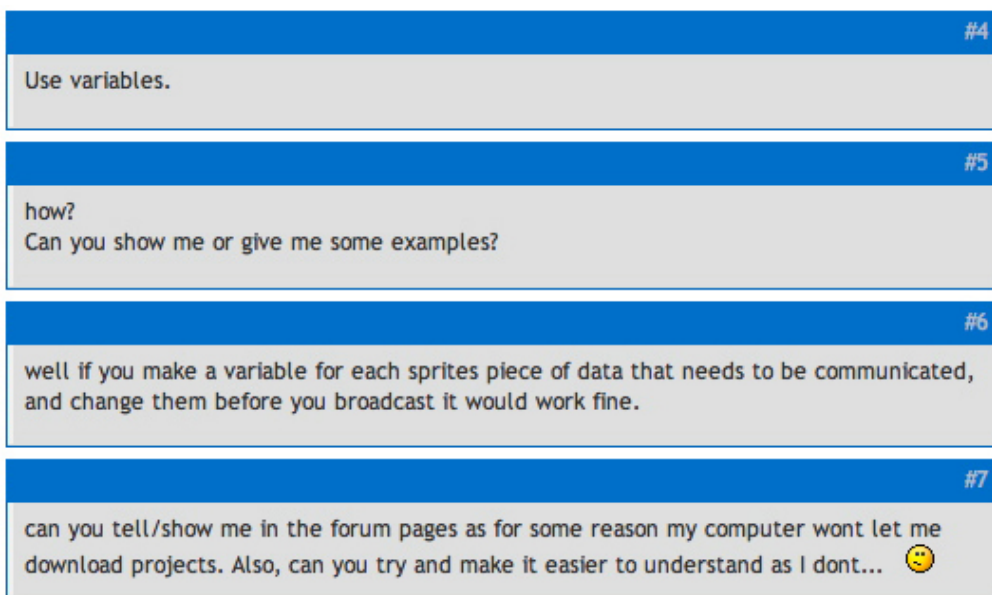 #4
Use variables.
#5
how?
Can you show me or give me some examples?
#6
well if you make a variable for each sprites piece of data that needs to be communicated,
and change them before you broadcast it would work fine.
#7
can you tell/show me in the forum pages as for some reason my computer wont let me
download projects. Also, can you try and make it easier to understand as I dont...